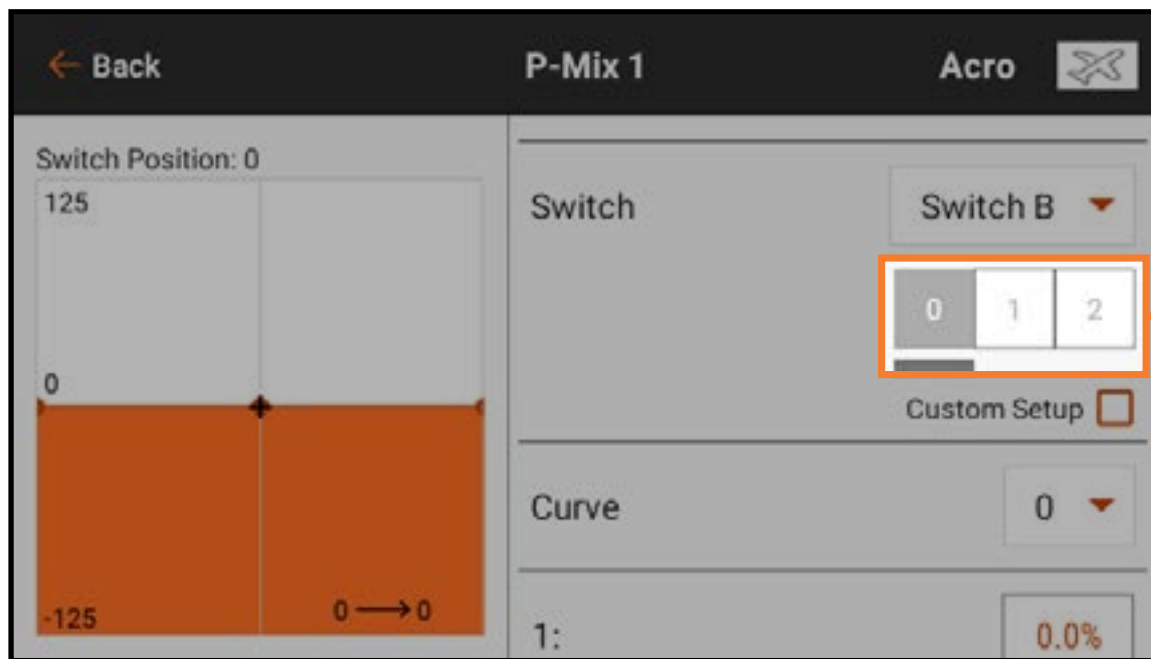 Back P-Mix 1 Acro
Switch Position: 0
125
0
-125
0 → 0
Switch Switch B
0 1 2
Custom Setup
Curve 0
1: 0.0%